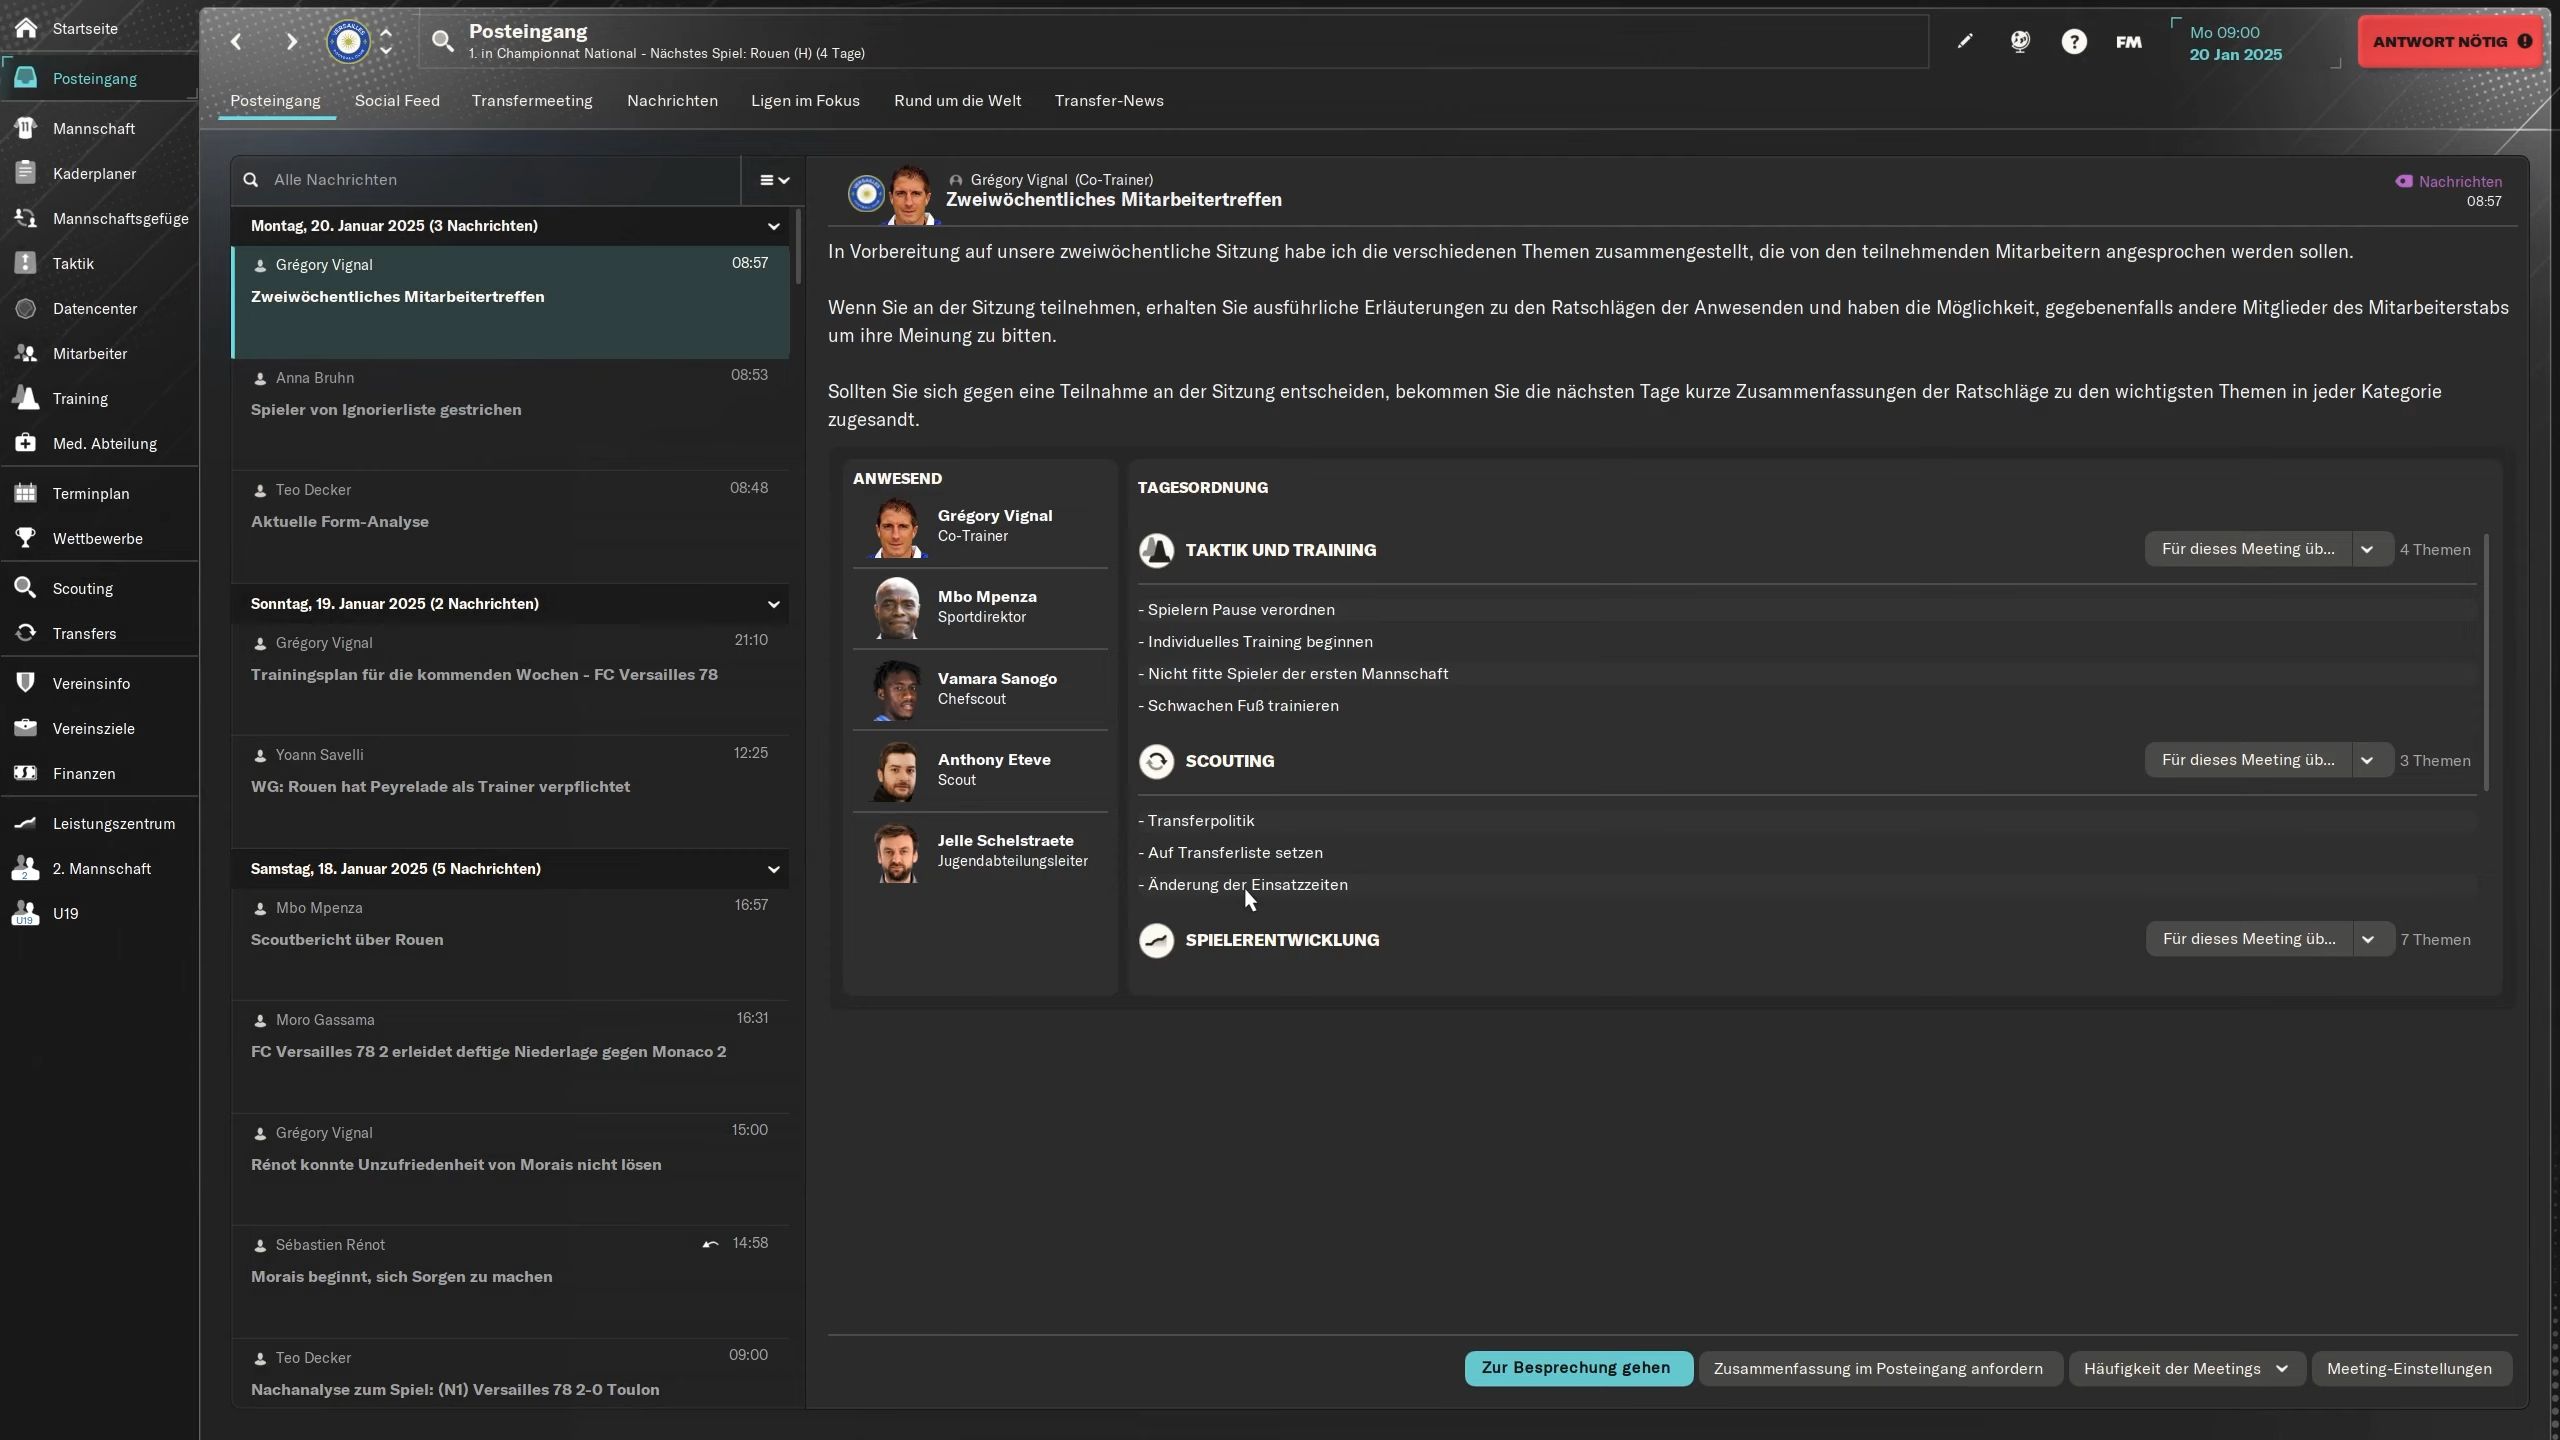 Startseite
Posteingang
Mannschaft
Kaderplaner
Mannschaftsgefüge
Taktik
Datencenter
Mitarbeiter
Training
Med. Abteilung
Terminplan
Wettbewerbe
Scouting
Transfers
Vereinsinfo
Vereinsziele
Finanzen
Leistungszentrum
2. Mannschaft
U19
Posteingang
1. in Championnat National - Nächstes Spiel: Rouen (H) (4 Tage)
FM
Mo 09:00
20 Jan 2025
ANTWORT NÖTIG
Posteingang Social Feed Transfermeeting Nachrichten Ligen im Fokus Rund um die Welt Transfer-News
Alle Nachrichten
Montag, 20. Januar 2025 (3 Nachrichten)
Grégory Vignal 08:57
Zweiwöchentliches Mitarbeitertreffen
Anna Bruhn 08:53
Spieler von Ignorierliste gestrichen
Teo Decker 08:48
Aktuelle Form-Analyse
Sonntag, 19. Januar 2025 (2 Nachrichten)
Grégory Vignal 21:10
Trainingsplan für die kommenden Wochen - FC Versailles 78
Yoann Savelli 12:25
WG: Rouen hat Peyrelade als Trainer verpflichtet
Samstag, 18. Januar 2025 (5 Nachrichten)
Mbo Mpenza 16:57
Scoutbericht über Rouen
Moro Gassama 16:31
FC Versailles 78 2 erleidet deftige Niederlage gegen Monaco 2
Grégory Vignal 15:00
Rénot konnte Unzufriedenheit von Morais nicht lösen
Sébastien Rénot 14:58
Morais beginnt, sich Sorgen zu machen
Teo Decker 09:00
Nachanalyse zum Spiel: (N1) Versailles 78 2-0 Toulon
Grégory Vignal (Co-Trainer)
Zweiwöchentliches Mitarbeitertreffen
Nachrichten
08:57
In Vorbereitung auf unsere zweiwöchentliche Sitzung habe ich die verschiedenen Themen zusammengestellt, die von den teilnehmenden Mitarbeitern angesprochen werden sollen.
Wenn Sie an der Sitzung teilnehmen, erhalten Sie ausführliche Erläuterungen zu den Ratschlägen der Anwesenden und haben die Möglichkeit, gegebenenfalls andere Mitglieder des Mitarbeiterstabs
um ihre Meinung zu bitten.
Sollten Sie sich gegen eine Teilnahme an der Sitzung entscheiden, bekommen Sie die nächsten Tage kurze Zusammenfassungen der Ratschläge zu den wichtigsten Themen in jeder Kategorie
zugesandt.
ANWESEND
Grégory Vignal
Co-Trainer
Mbo Mpenza
Sportdirektor
Vamara Sanogo
Chefscout
Anthony Eteve
Scout
Jelle Schelstraete
Jugendabteilungsleiter
TAGESORDNUNG
TAKTIK UND TRAINING Für dieses Meeting üb... 4 Themen
- Spielern Pause verordnen
- Individuelles Training beginnen
- Nicht fitte Spieler der ersten Mannschaft
- Schwachen Fuß trainieren
SCOUTING Für dieses Meeting üb... 3 Themen
- Transferpolitik
- Auf Transferliste setzen
- Änderung der Einsatzzeiten
SPIELERENTWICKLUNG Für dieses Meeting üb... 7 Themen
Zur Besprechung gehen Zusammenfassung im Posteingang anfordern Häufigkeit der Meetings Meeting-Einstellungen